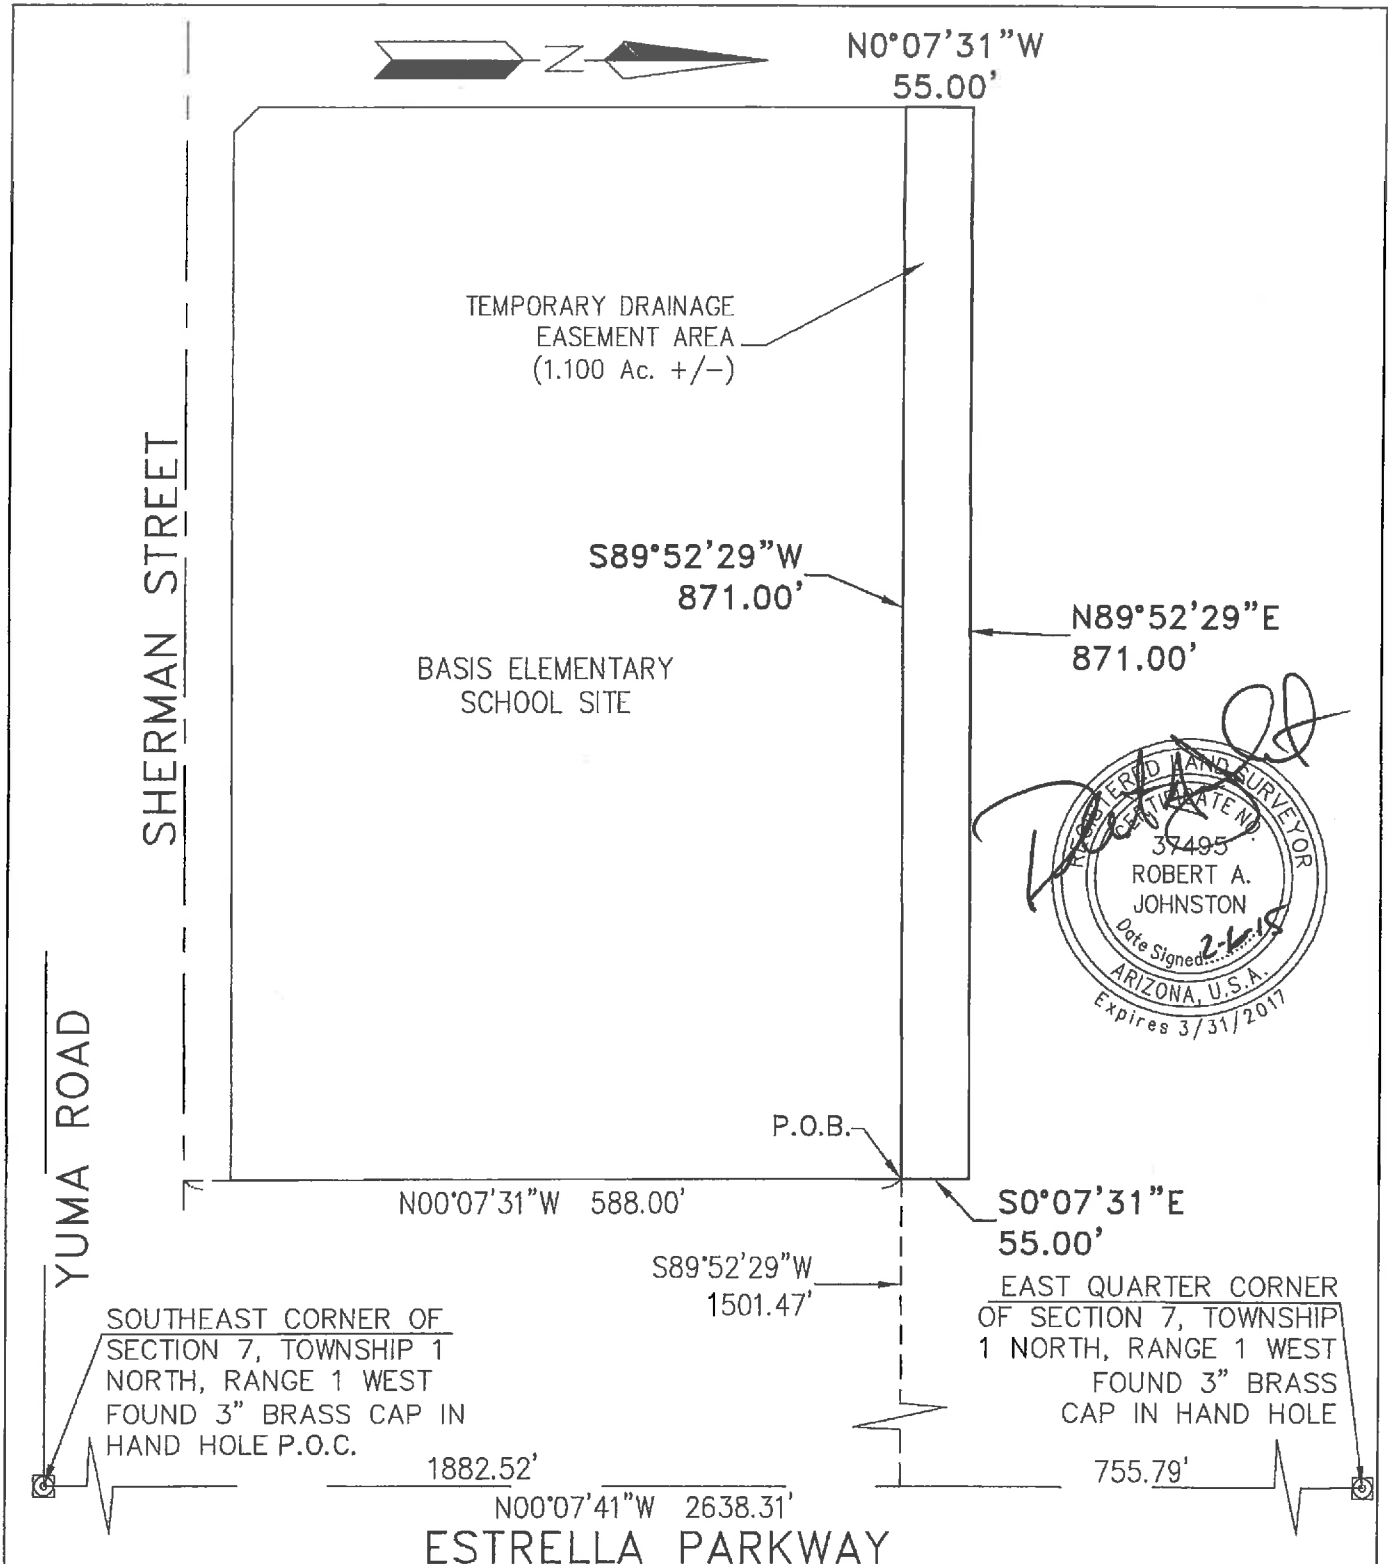 Z
N0°07'31"W
55.00'
TEMPORARY DRAINAGE
EASEMENT AREA
(1.100 Ac. +/-)
SHERMAN STREET
S89°52'29"W
871.00'
N89°52'29"E
871.00'
BASIS ELEMENTARY
SCHOOL SITE
REGISTERED LAND SURVEYOR
CERTIFICATE NO.
37495
ROBERT A.
JOHNSTON
Date Signed
ARIZONA, U.S.A.
Expires 3/31/2017
YUMA ROAD
P.O.B.
N00°07'31"W 588.00'
S0°07'31"E
55.00'
S89°52'29"W
1501.47'
SOUTHEAST CORNER OF
SECTION 7, TOWNSHIP 1
NORTH, RANGE 1 WEST
FOUND 3" BRASS CAP IN
HAND HOLE P.O.C.
EAST QUARTER CORNER
OF SECTION 7, TOWNSHIP
1 NORTH, RANGE 1 WEST
FOUND 3" BRASS
CAP IN HAND HOLE
1882.52'
755.79'
N00°07'41"W 2638.31'
ESTRELLA PARKWAY